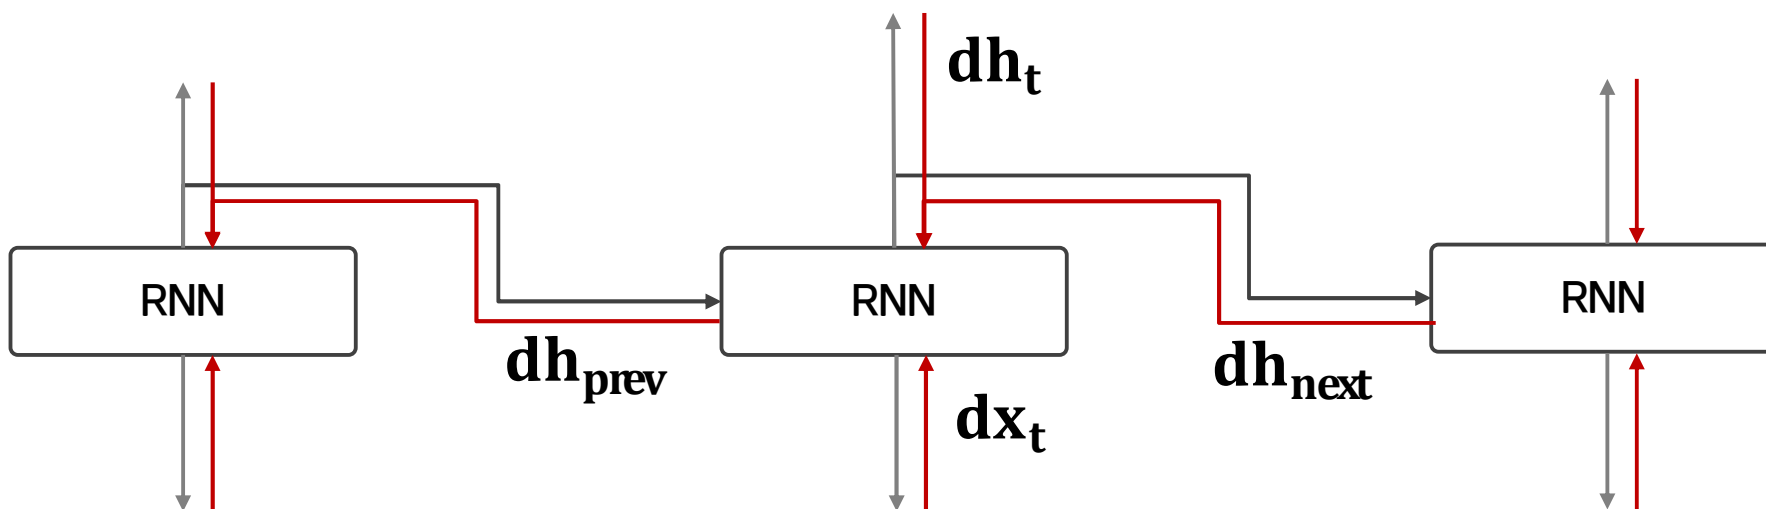 dhₜ
RNN
RNN
RNN
dhprev
dhnext
dxₜ